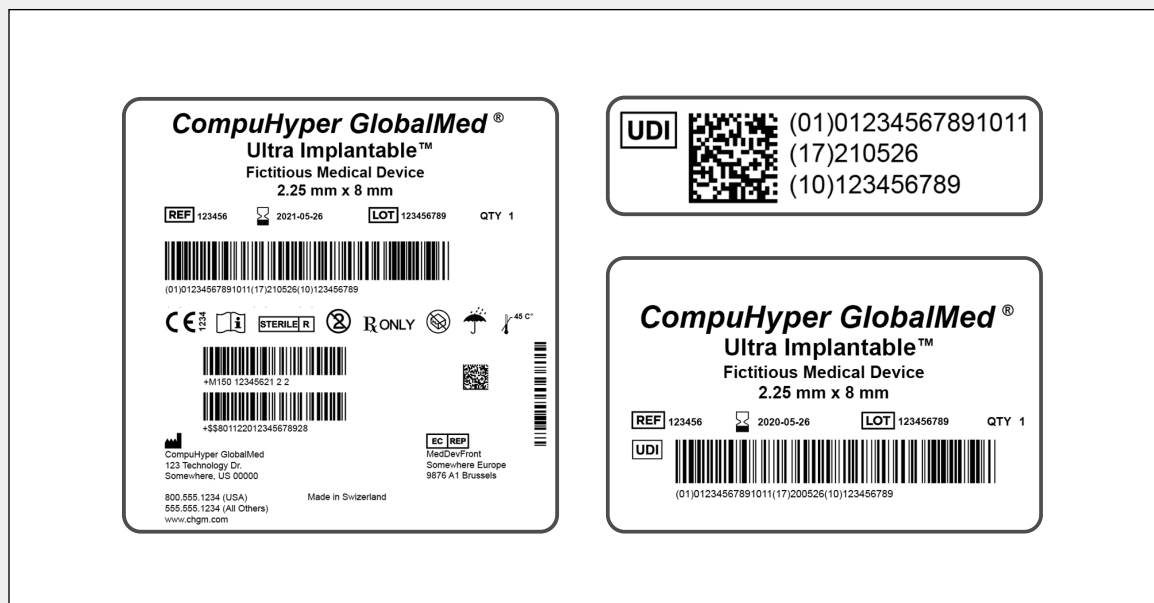 CompuHyper GlobalMed ®
Ultra Implantable™
Fictitious Medical Device
2.25 mm x 8 mm
REF 123456 2021-05-26 LOT 123456789 QTY 1
(01)01234567891011(17)210526(10)123456789
CE 1234 i STERILE R 2 Rx ONLY 45 C°
+M150 12345621 2 2
+$$801122012345678928
CompuHyper GlobalMed
123 Technology Dr.
Somewhere, US 00000
800.555.1234 (USA)
555.555.1234 (All Others)
www.chgm.com
Made in Swizerland
EC REP
MedDevFront
Somewhere Europe
9876 A1 Brussels
UDI
(01)01234567891011
(17)210526
(10)123456789
CompuHyper GlobalMed ®
Ultra Implantable™
Fictitious Medical Device
2.25 mm x 8 mm
REF 123456 2020-05-26 LOT 123456789 QTY 1
UDI
(01)01234567891011(17)200526(10)123456789